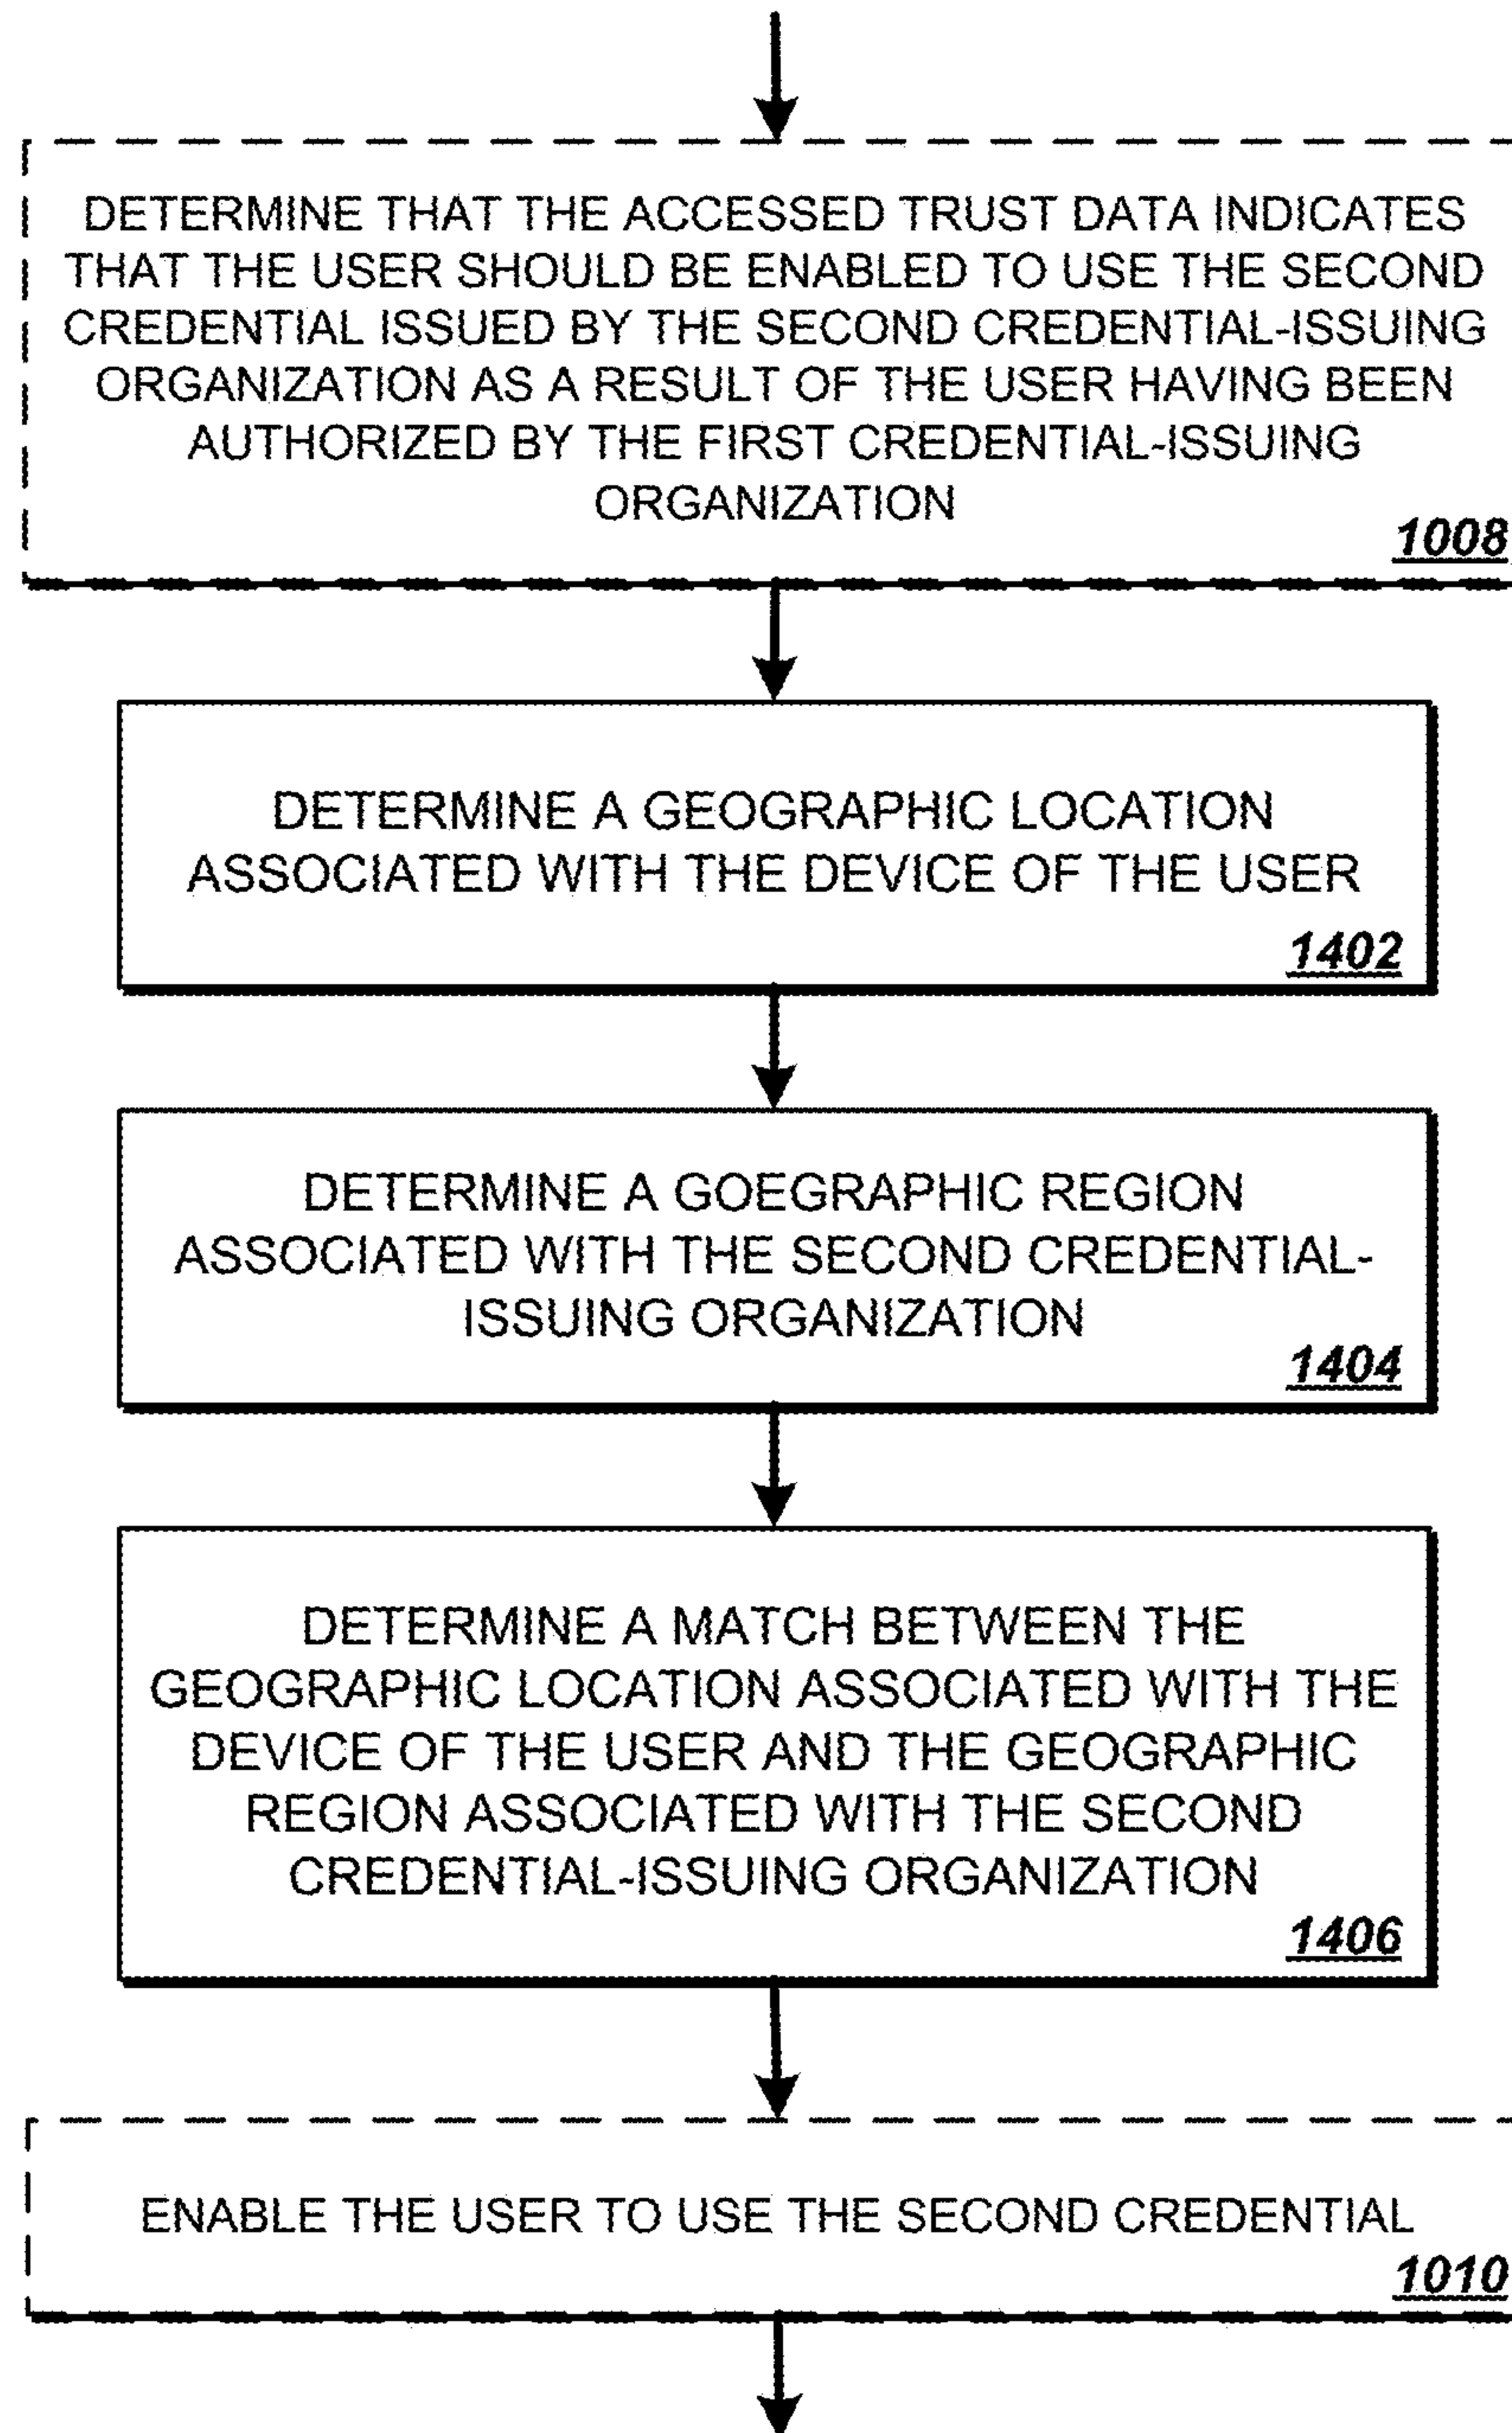 DETERMINE THAT THE ACCESSED TRUST DATA INDICATES
THAT THE USER SHOULD BE ENABLED TO USE THE SECOND
CREDENTIAL ISSUED BY THE SECOND CREDENTIAL-ISSUING
ORGANIZATION AS A RESULT OF THE USER HAVING BEEN
AUTHORIZED BY THE FIRST CREDENTIAL-ISSUING
ORGANIZATION
1008
DETERMINE A GEOGRAPHIC LOCATION
ASSOCIATED WITH THE DEVICE OF THE USER
1402
DETERMINE A GOEGRAPHIC REGION
ASSOCIATED WITH THE SECOND CREDENTIAL-
ISSUING ORGANIZATION
1404
DETERMINE A MATCH BETWEEN THE
GEOGRAPHIC LOCATION ASSOCIATED WITH THE
DEVICE OF THE USER AND THE GEOGRAPHIC
REGION ASSOCIATED WITH THE SECOND
CREDENTIAL-ISSUING ORGANIZATION
1406
ENABLE THE USER TO USE THE SECOND CREDENTIAL
1010